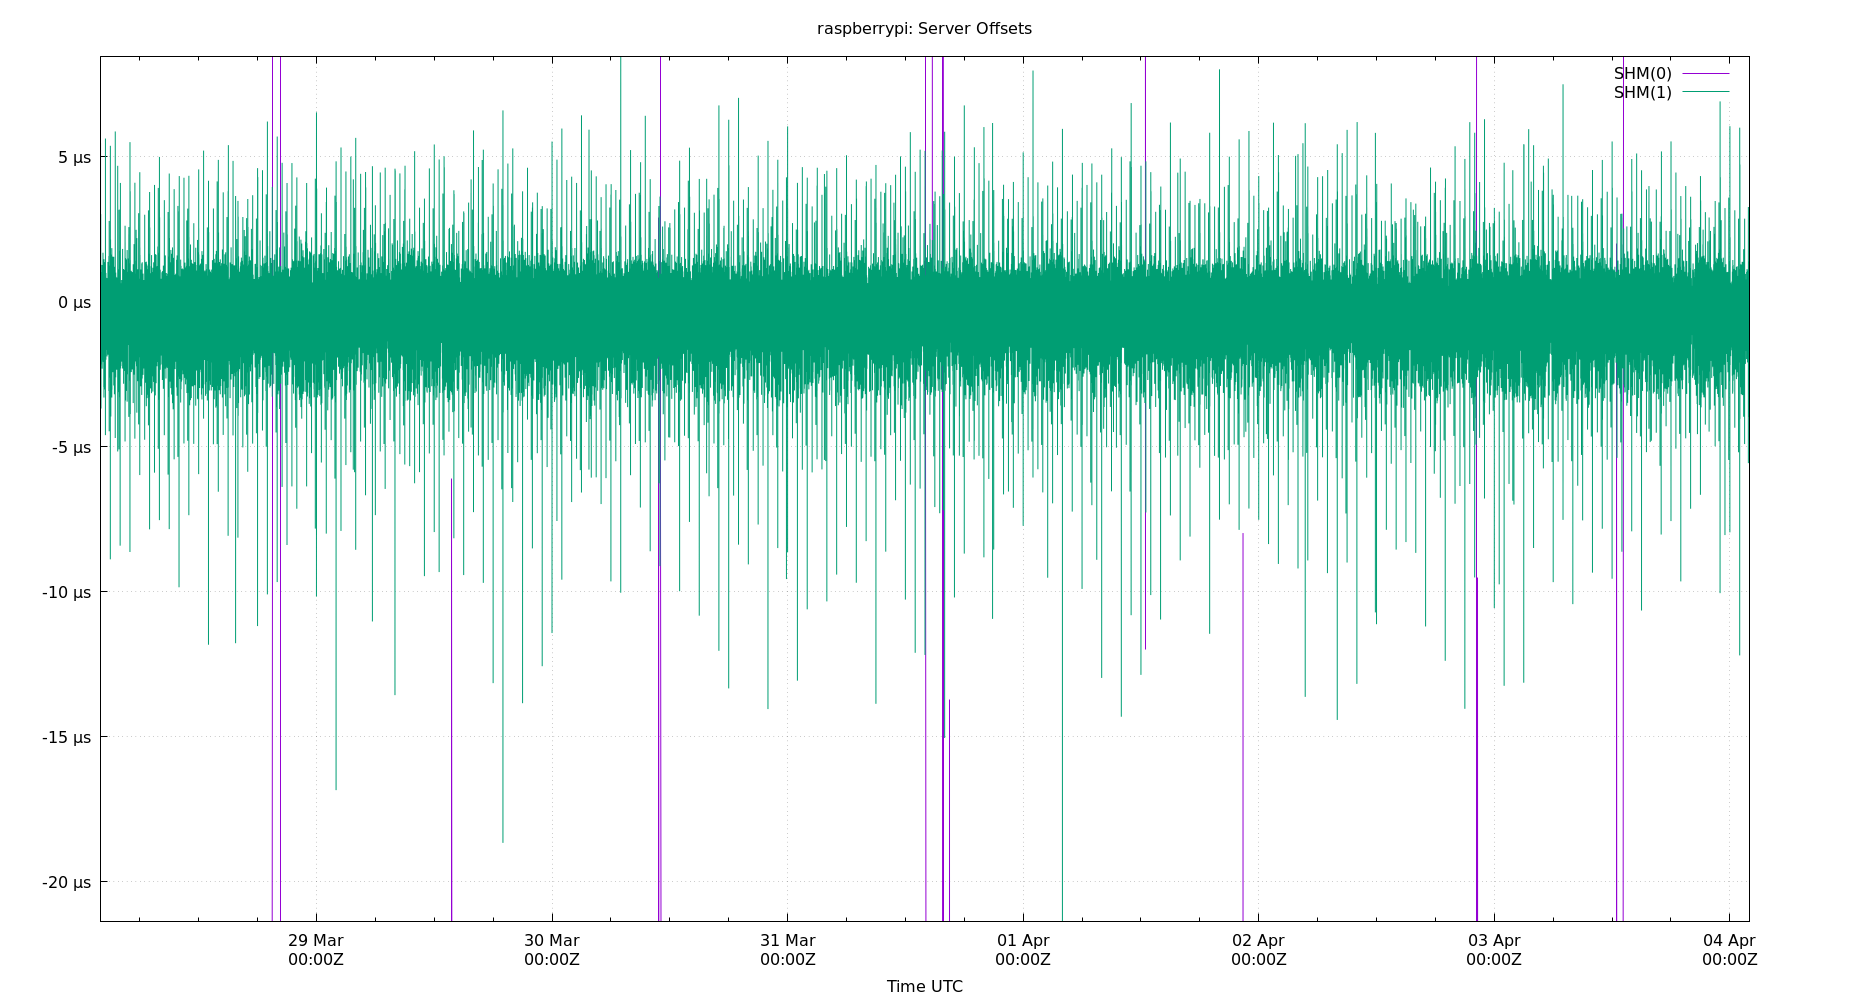 raspberrypi: Server Offsets
SHM(0)
SHM(1)
5 µs
0 µs
-5 µs
-10 µs
-15 µs
-20 µs
29 Mar
00:00Z
30 Mar
00:00Z
31 Mar
00:00Z
01 Apr
00:00Z
02 Apr
00:00Z
03 Apr
00:00Z
04 Apr
00:00Z
Time UTC